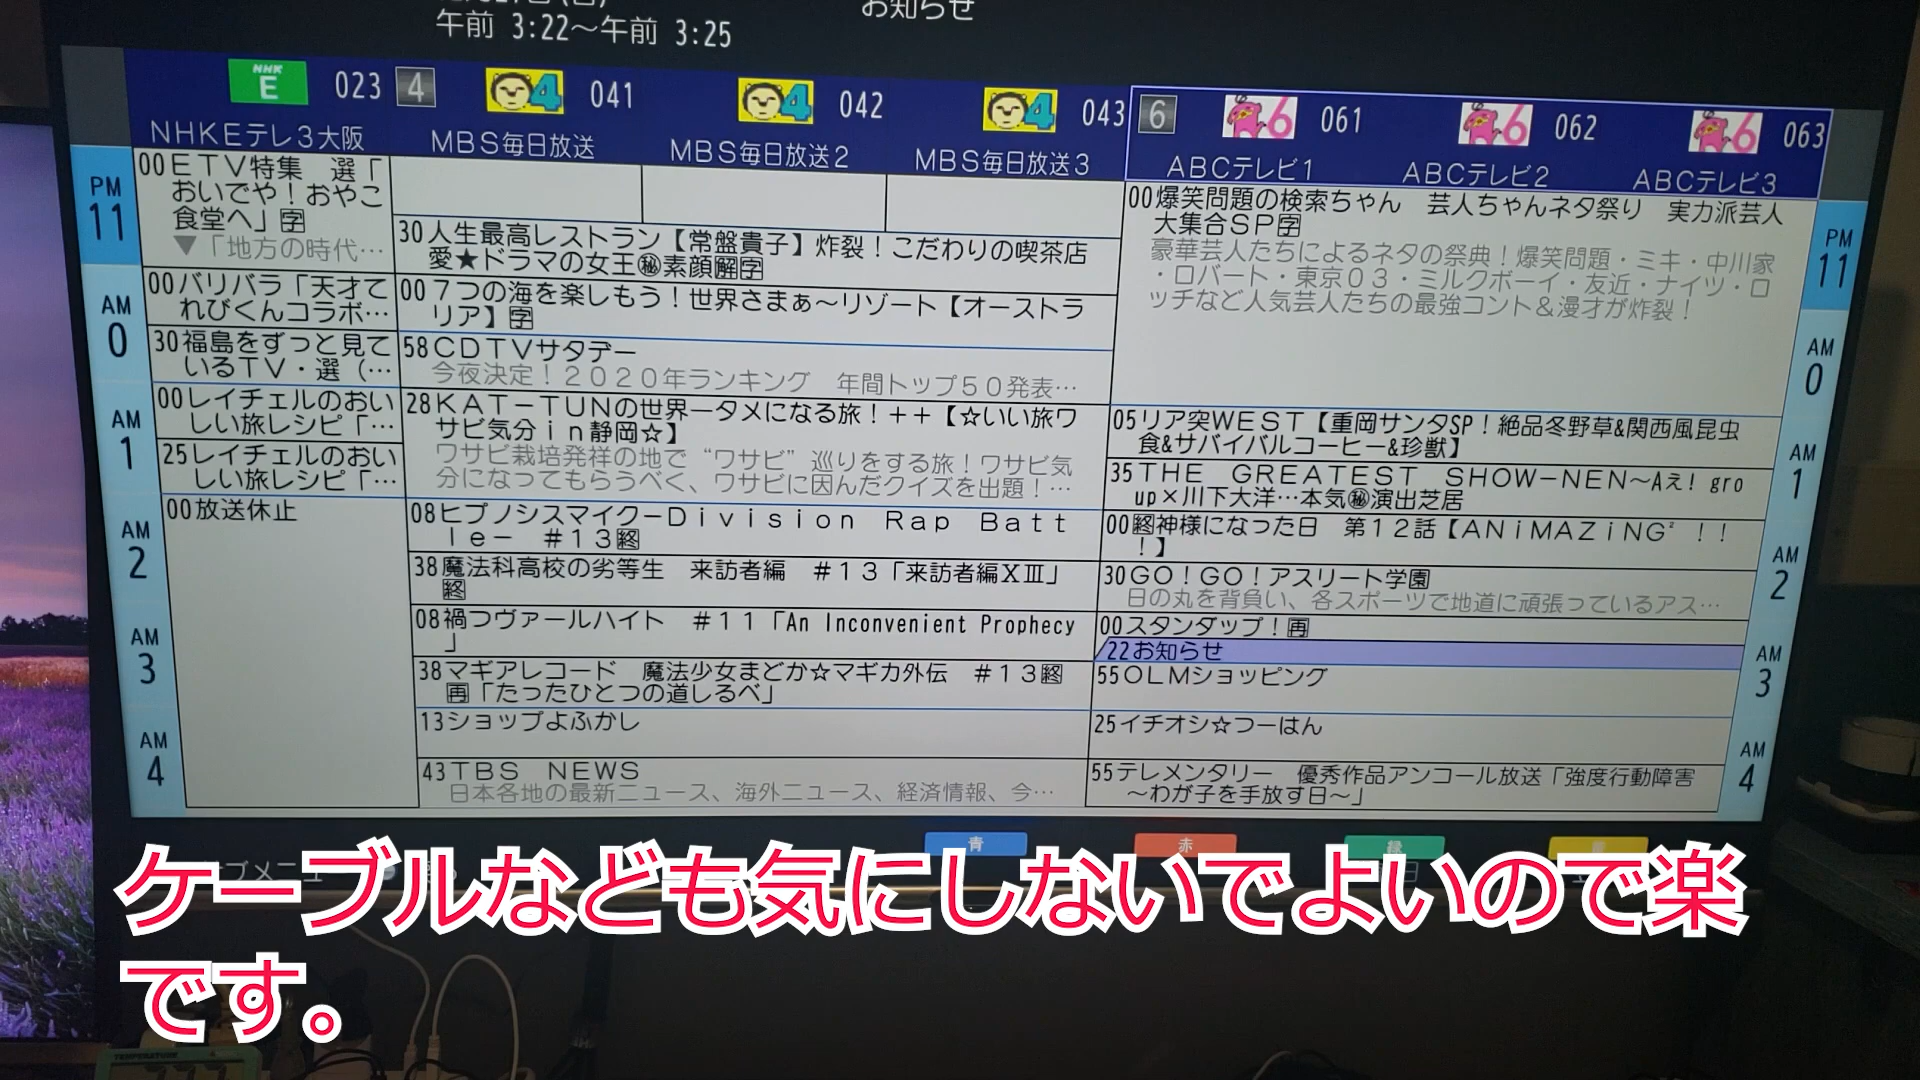 午前 3:22～午前 3:25
お知らせ
NHK E 023
4 4 041
4 042
4 043
6 6 061
6 062
6 063
NHKEテレ3大阪
MBS毎日放送
MBS毎日放送2
MBS毎日放送3
ABCテレビ1
ABCテレビ2
ABCテレビ3
PM 11
AM 0
AM 1
AM 2
AM 3
AM 4
00ETV特集 選「
おいでや！おやこ
食堂へ」字
▼「地方の時代…
00バリバラ「天才て
れびくんコラボ…
30福島をずっと見て
いるTV・選（…
00レイチェルのおい
しい旅レシピ「…
25レイチェルのおい
しい旅レシピ「…
00放送休止
30人生最高レストラン【常盤貴子】炸裂！こだわりの喫茶店
愛★ドラマの女王㊙素顔解字
00７つの海を楽しもう！世界さまぁ～リゾート【オーストラ
リア】字
58CDTVサタデー
今夜決定！２０２０年ランキング 年間トップ５０発表…
28KAT－TUNの世界一タメになる旅！＋＋【☆いい旅ワ
サビ気分ｉｎ静岡☆】
ワサビ栽培発祥の地で“ワサビ”巡りをする旅！ワサビ気
分になってもらうべく、ワサビに因んだクイズを出題！…
08ヒプノシスマイク－Ｄｉｖｉｓｉｏｎ Ｒａｐ Ｂａｔｔ
ｌｅ－ ＃１３終
38魔法科高校の劣等生 来訪者編 ＃１３「来訪者編ⅩⅢ」
終
08禍つヴァールハイト ＃１１「An Inconvenient Prophecy
」
38マギアレコード 魔法少女まどか☆マギカ外伝 ＃１３終
再「たったひとつの道しるべ」
13ショップよふかし
43TBS NEWS
日本各地の最新ニュース、海外ニュース、経済情報、今…
00爆笑問題の検索ちゃん 芸人ちゃんネタ祭り 実力派芸人
大集合SP字
豪華芸人たちによるネタの祭典！爆笑問題・ミキ・中川家
・ロバート・東京０３・ミルクボーイ・友近・ナイツ・ロ
ッチなど人気芸人たちの最強コント＆漫才が炸裂！
05リア突WEST【重岡サンタSP！絶品冬野草&関西風昆虫
食&サバイバルコーヒー&珍獣】
35THE GREATEST SHOW－NEN～Aぇ! gro
up×川下大洋…本気㊙演出芝居
00終神様になった日 第１２話【ANiMAZiNG²！！
！】
30GO！GO！アスリート学園
日の丸を背負い、各スポーツで地道に頑張っているアス…
00スタンダップ！再
22お知らせ
55OLMショッピング
25イチオシ☆つーはん
55テレメンタリー 優秀作品アンコール放送「強度行動障害
～わが子を手放す日～」
PM 11
AM 0
AM 1
AM 2
AM 3
AM 4
青
赤
緑
ブメニュー
ケーブルなども気にしないでよいので楽
です。
TEMPERATURE